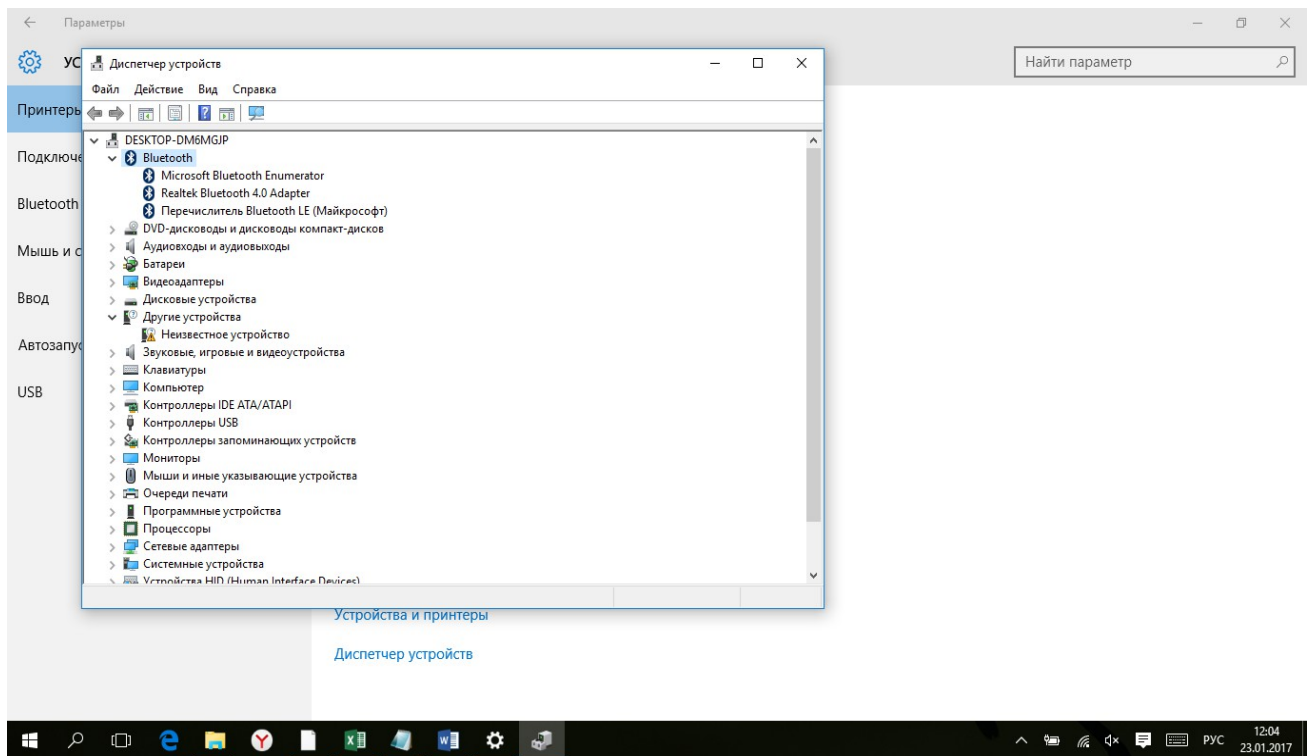 Параметры
УС
Найти параметр
Диспетчер устройств
Файл Действие Вид Справка
Принтеры
Подключе
Bluetooth
Мышь и с
Ввод
Автозапус
USB
DESKTOP-DM6MGJP
Bluetooth
Microsoft Bluetooth Enumerator
Realtek Bluetooth 4.0 Adapter
Перечислитель Bluetooth LE (Майкрософт)
DVD-дисководы и дисководы компакт-дисков
Аудиовходы и аудиовыходы
Батареи
Видеоадаптеры
Дисковые устройства
Другие устройства
Неизвестное устройство
Звуковые, игровые и видеоустройства
Клавиатуры
Компьютер
Контроллеры IDE ATA/ATAPI
Контроллеры USB
Контроллеры запоминающих устройств
Мониторы
Мыши и иные указывающие устройства
Очереди печати
Программные устройства
Процессоры
Сетевые адаптеры
Системные устройства
Устройства HID (Human Interface Devices)
Устройства и принтеры
Диспетчер устройств
РУС
12:04
23.01.2017